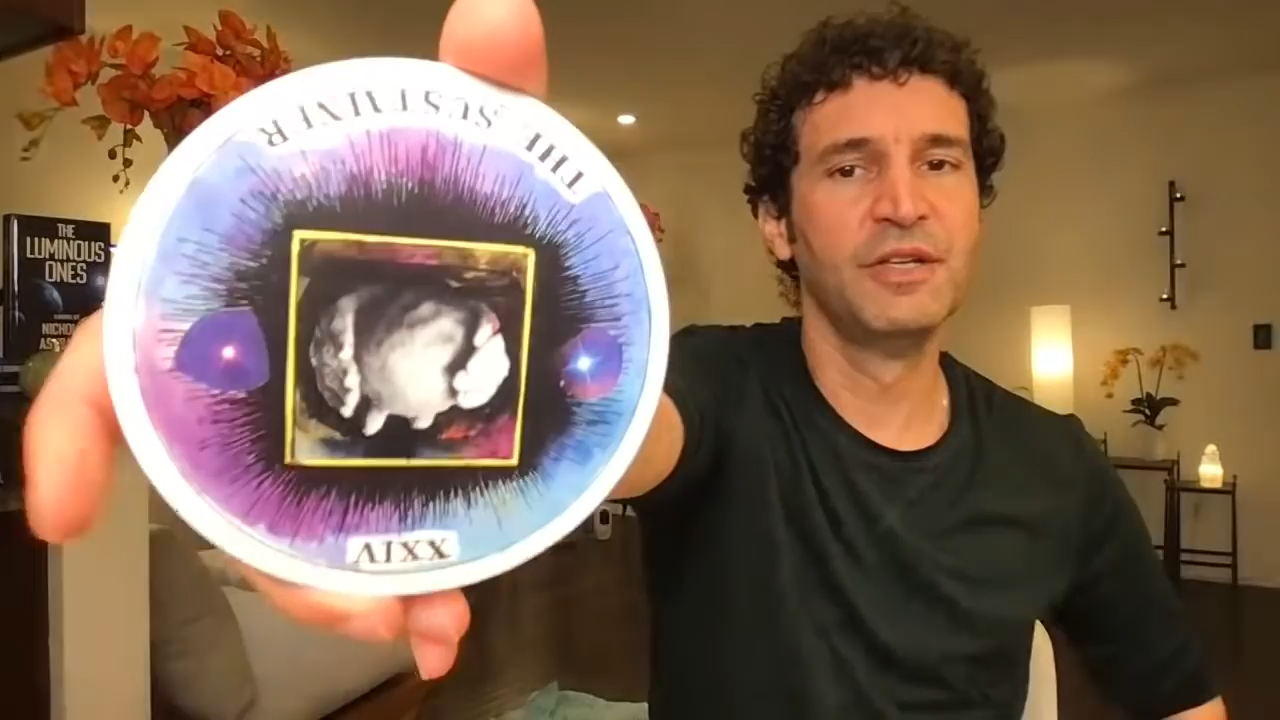 THE SUSTAINER
XXIV
THE
LUMINOUS
ONES